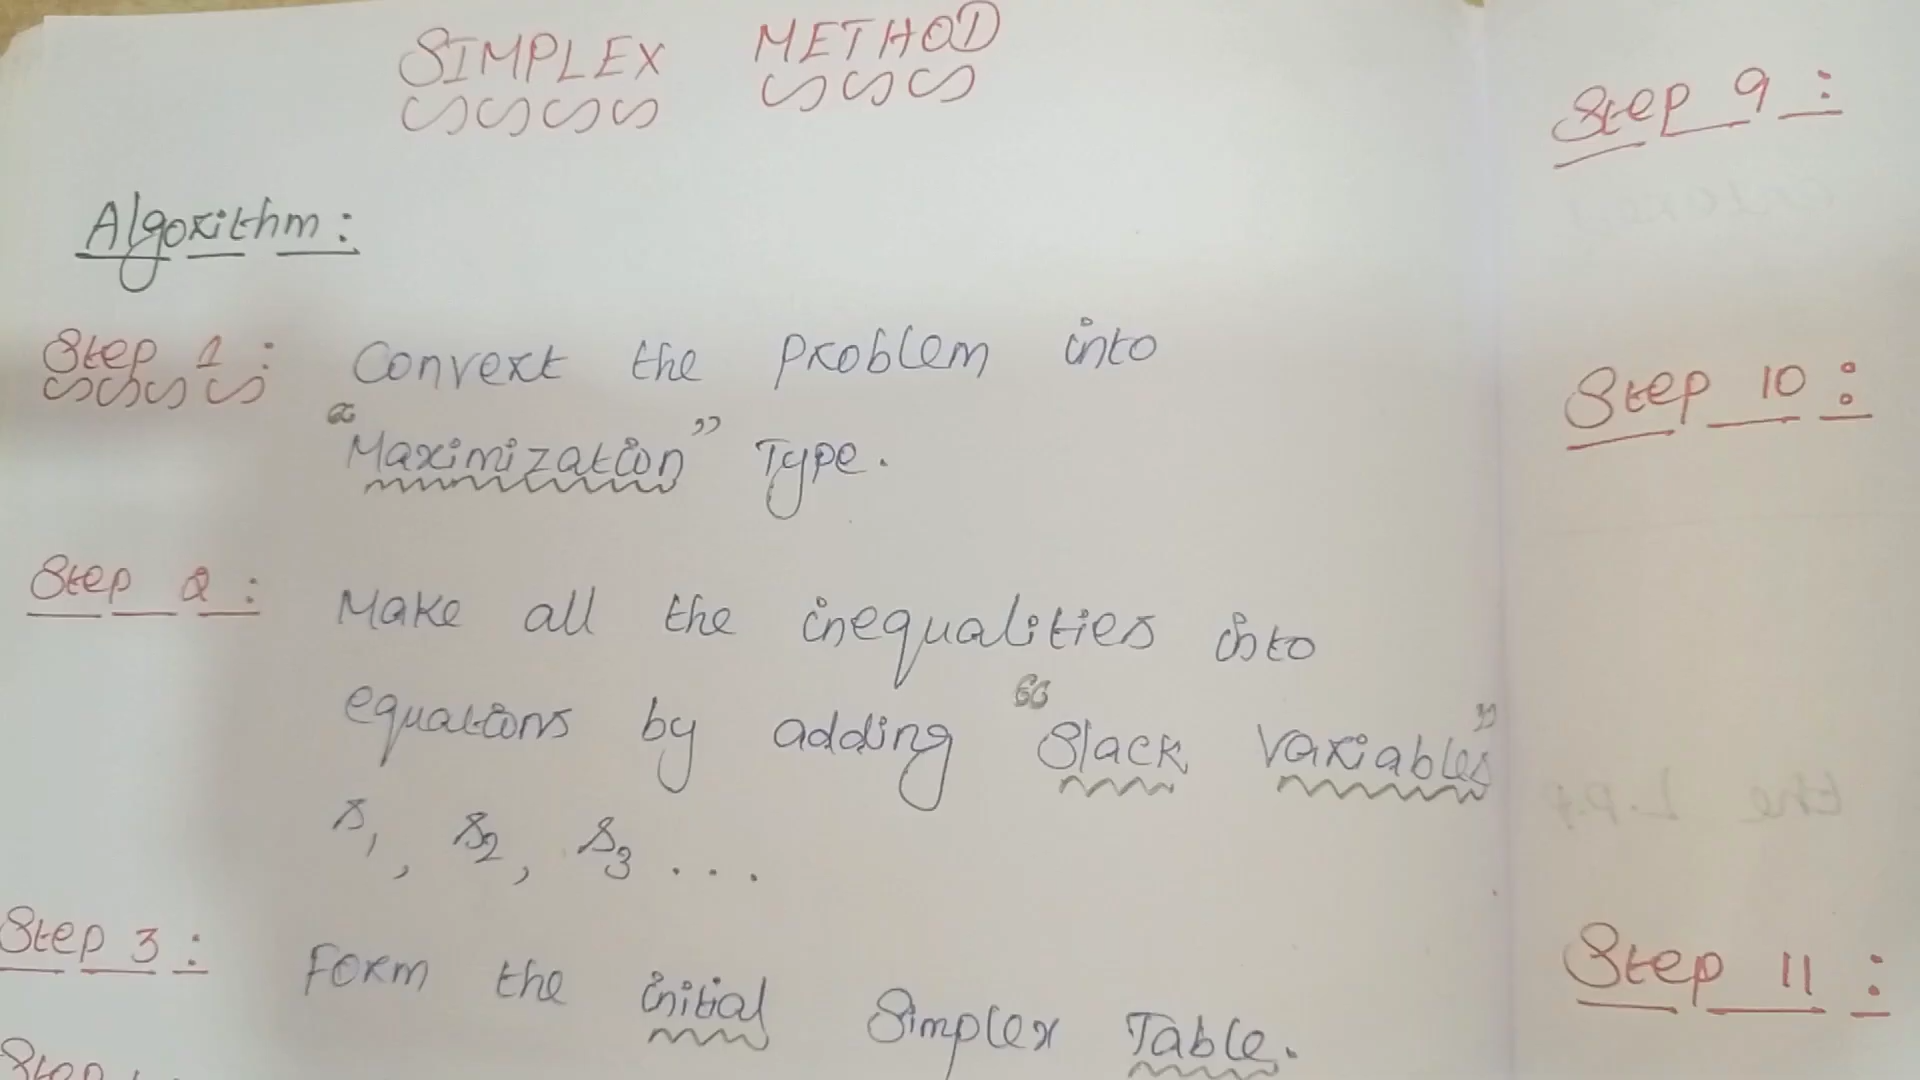 SIMPLEX METHOD
Algorithm:
Step 1: Convert the problem into
"Maximization" Type.
Step 2: Make all the inequalities into
equations by adding "Slack Variables"
s1, s2, s3 ...
Step 3: Form the initial Simplex Table.
Step
Step 9:
Step 10:
Step 11: